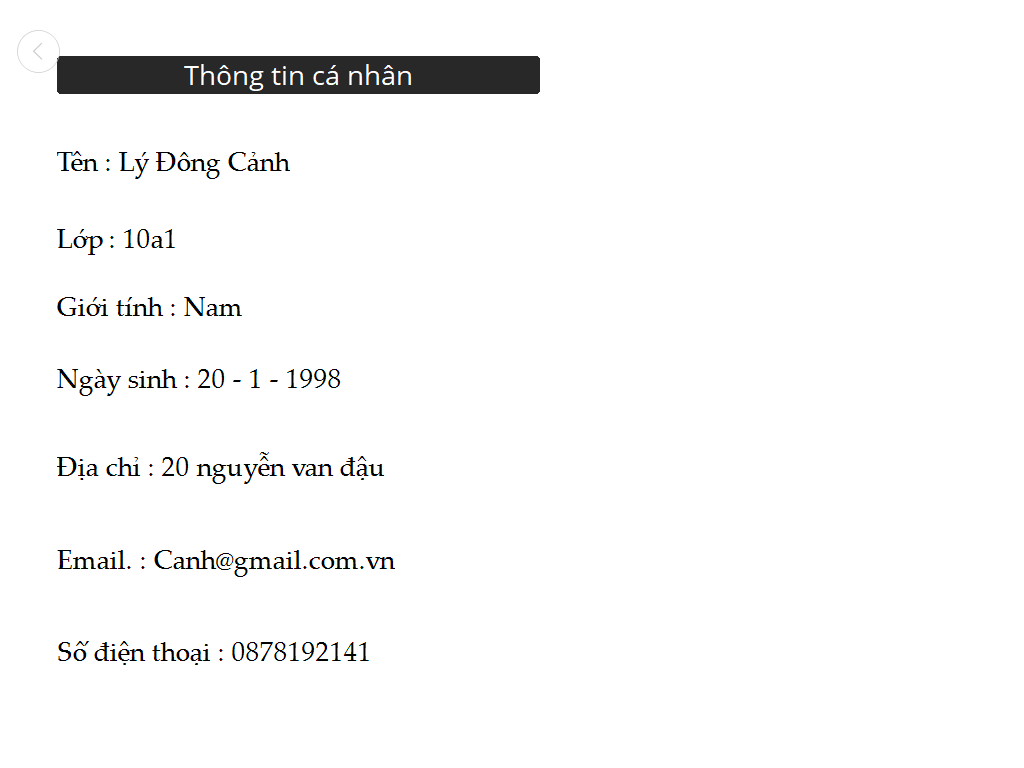 Thông tin cá nhân
Tên : Lý Đông Cảnh
Lớp : 10a1
Giới tính : Nam
Ngày sinh : 20 - 1 - 1998
Địa chỉ : 20 nguyễn van đậu
Email. : Canh@gmail.com.vn
Số điện thoại : 0878192141